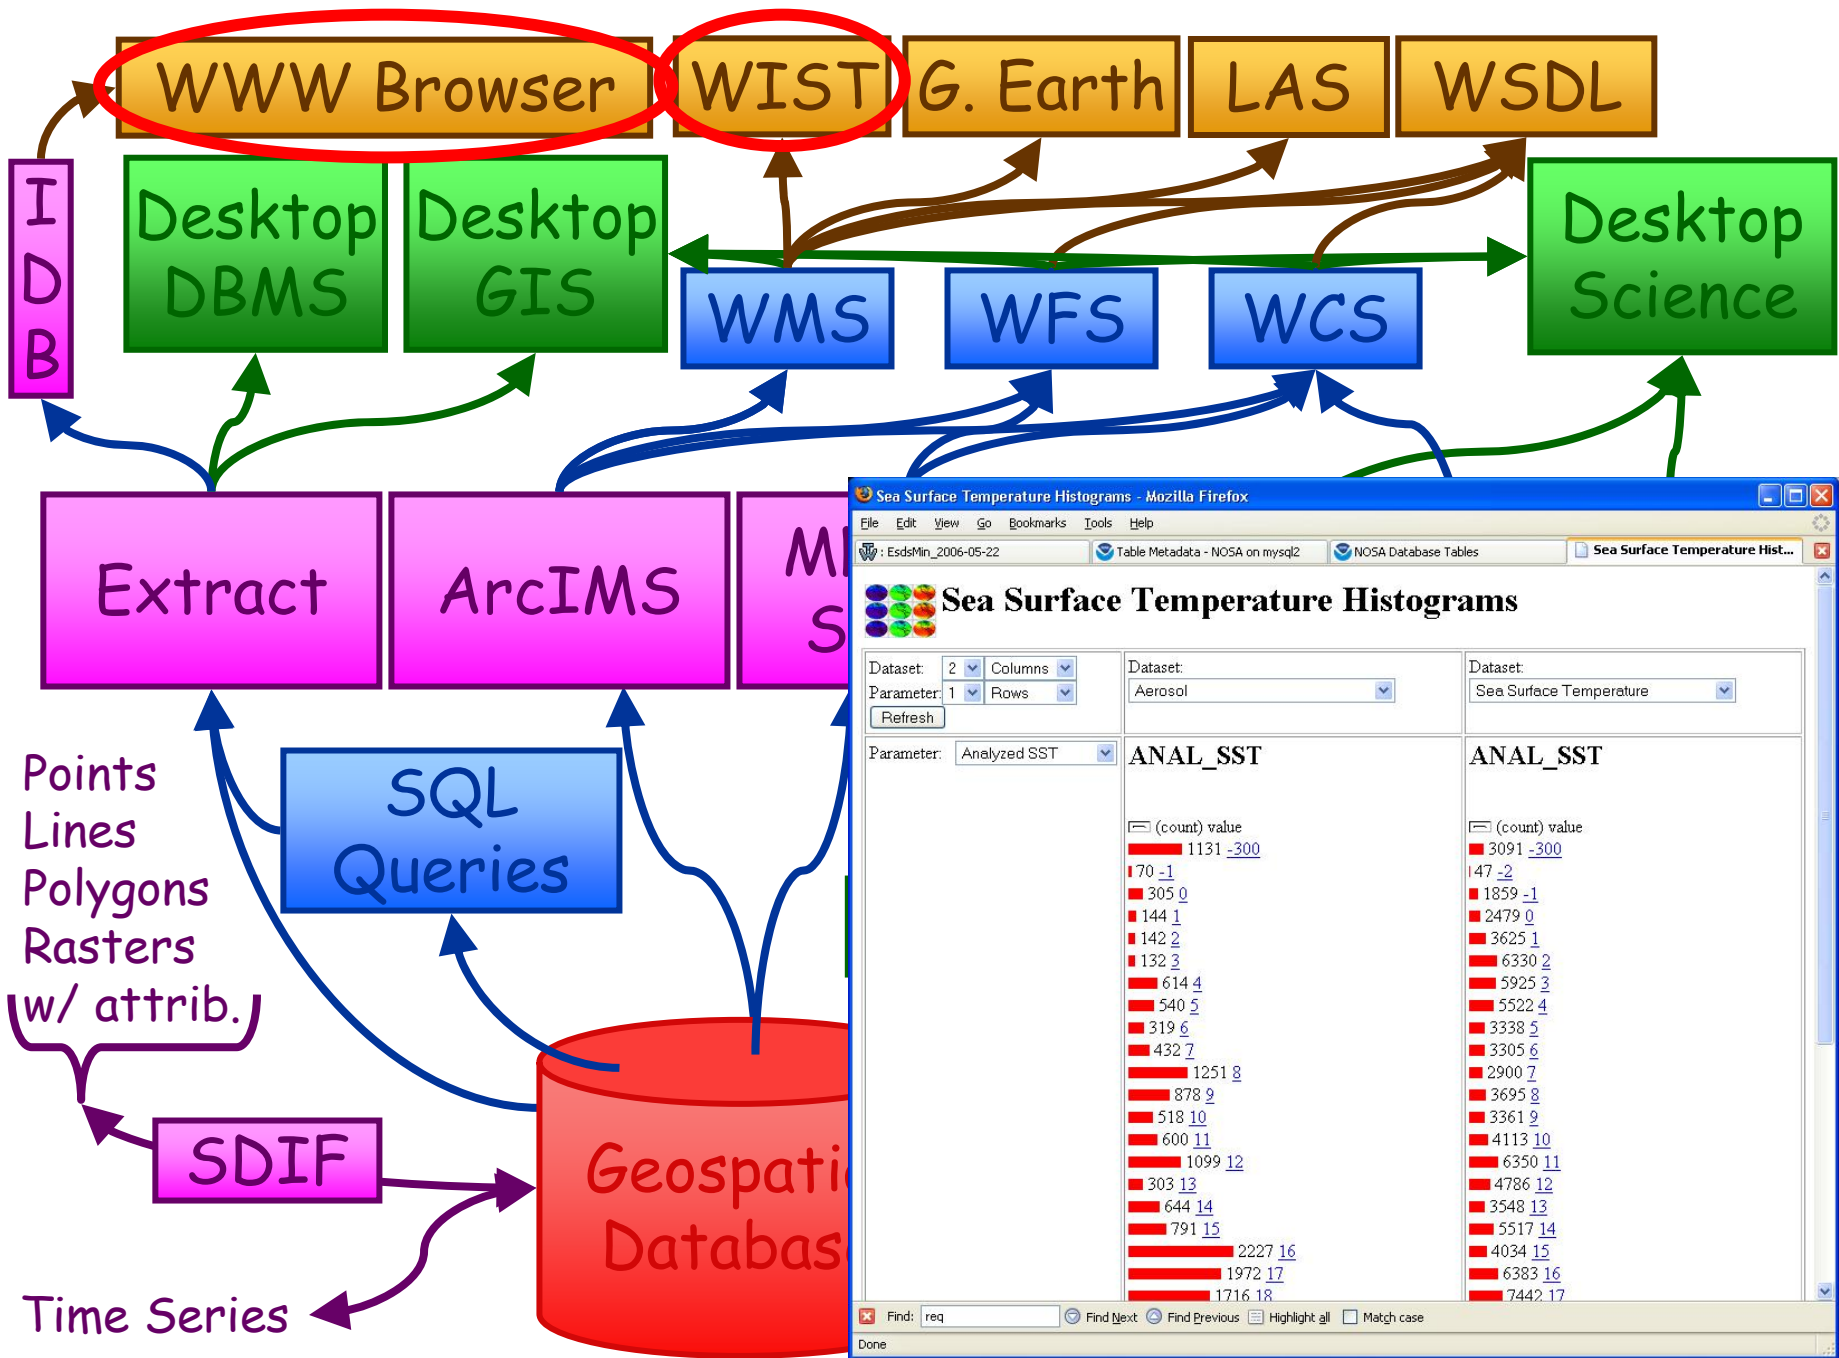 WWW Browser
WIST
G. Earth
LAS
WSDL
I
D
B
Desktop
DBMS
Desktop
GIS
WMS
WFS
WCS
Desktop
Science
Extract
ArcIMS
S
Points
Lines
Polygons
Rasters
w/ attrib.
SQL
Queries
SDIF
Time Series
Geospati
Databas
Sea Surface Temperature Histograms - Mozilla Firefox
File Edit View Go Bookmarks Tools Help
: EsdsMin_2006-05-22
Table Metadata - NOSA on mysql2
NOSA Database Tables
Sea Surface Temperature Hist...
Sea Surface Temperature Histograms
Dataset: 2 Columns
Parameter: 1 Rows
Refresh
Dataset:
Aerosol
Dataset:
Sea Surface Temperature
Parameter: Analyzed SST
ANAL_SST
(count) value
1131 -300
70 -1
305 0
144 1
142 2
132 3
614 4
540 5
319 6
432 7
1251 8
878 9
518 10
600 11
1099 12
303 13
644 14
791 15
2227 16
1972 17
1716 18
ANAL_SST
(count) value
3091 -300
47 -2
1859 -1
2479 0
3625 1
6330 2
5925 3
5522 4
3338 5
3305 6
2900 7
3695 8
3361 9
4113 10
6350 11
4786 12
3548 13
5517 14
4034 15
6383 16
7442 17
Find: req Find Next Find Previous Highlight all Match case
Done